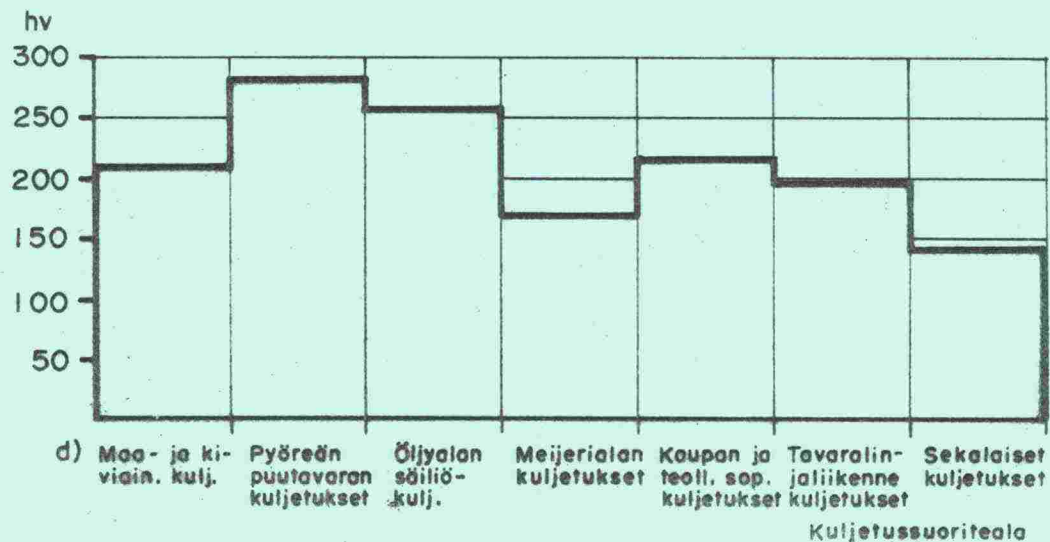 hv
300
250
200
150
100
50
d)
Maa- ja ki-
viain. kulj.
Pyöreän
puutavaran
kuljetukset
Öljyalan
säiliö-
kulj.
Meijerialan
kuljetukset
Kaupan ja
teoll. sop.
kuljetukset
Tavaralin-
jaliikenne
kuljetukset
Sekalaiset
kuljetukset
Kuljetussuoriteala